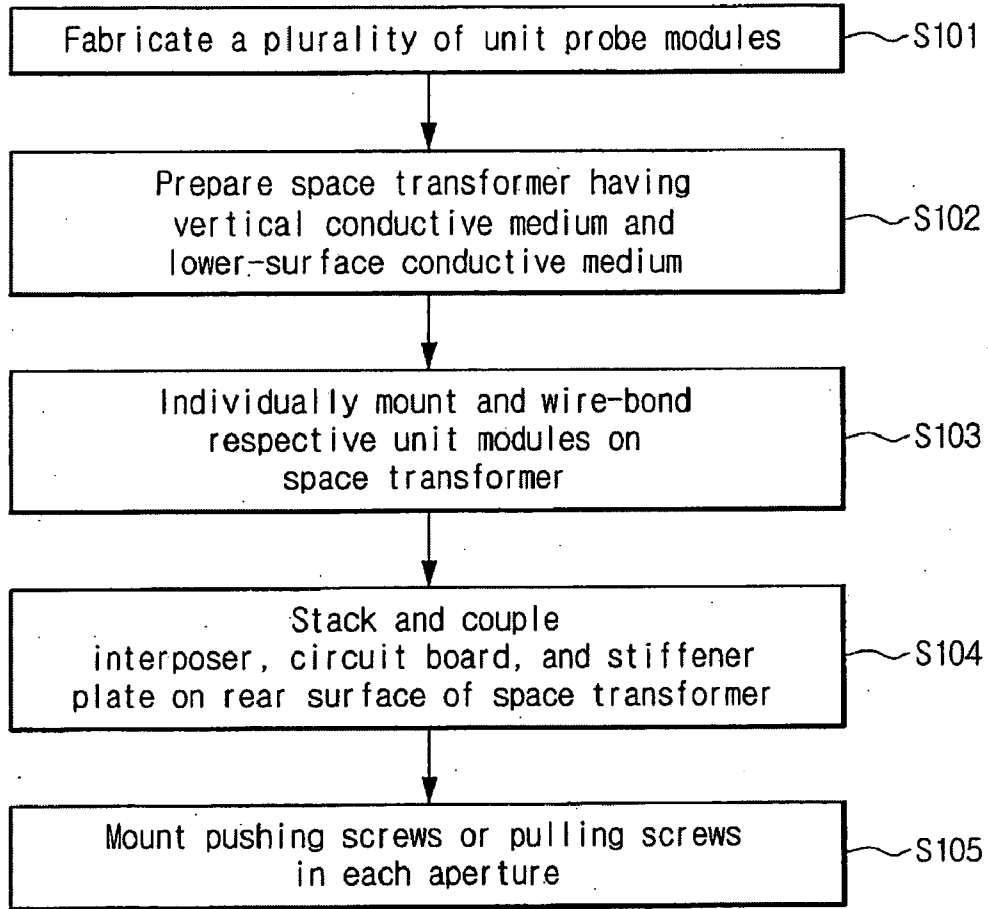 Fabricate a plurality of unit probe modules
S101
Prepare space transformer having
vertical conductive medium and
lower-surface conductive medium
S102
Individually mount and wire-bond
respective unit modules on
space transformer
S103
Stack and couple
interposer, circuit board, and stiffener
plate on rear surface of space transformer
S104
Mount pushing screws or pulling screws
in each aperture
S105